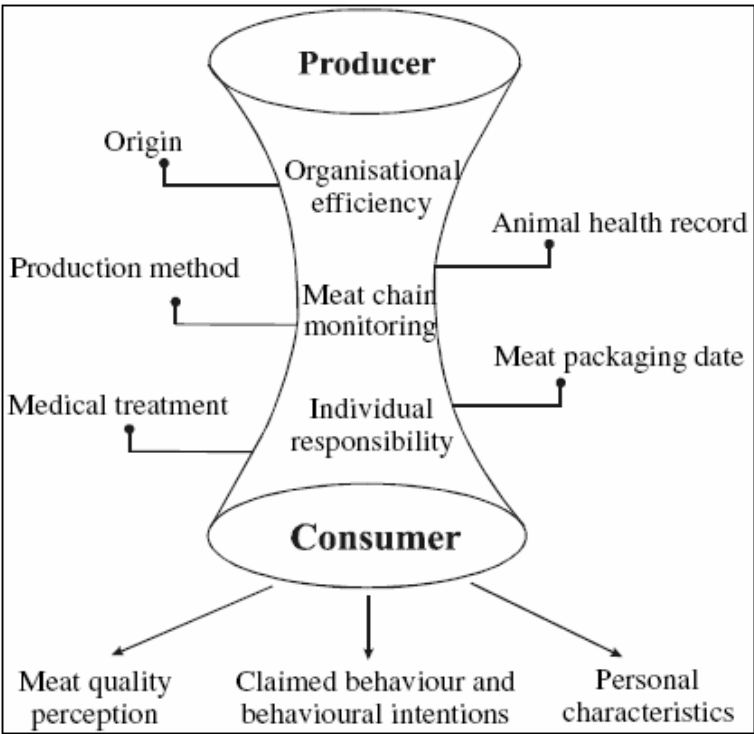 Producer
Origin
Organisational
efficiency
Animal health record
Production method
Meat chain
monitoring
Meat packaging date
Medical treatment
Individual
responsibility
Consumer
Meat quality
perception
Claimed behaviour and
behavioural intentions
Personal
characteristics